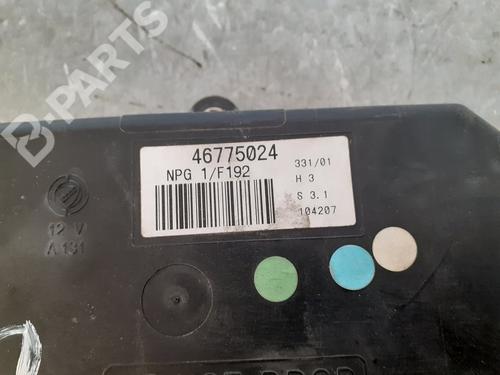 B-PARTS
46775024
NPG 1/F192
331/01
H 3
S 3.1
104207
12 V
A 131